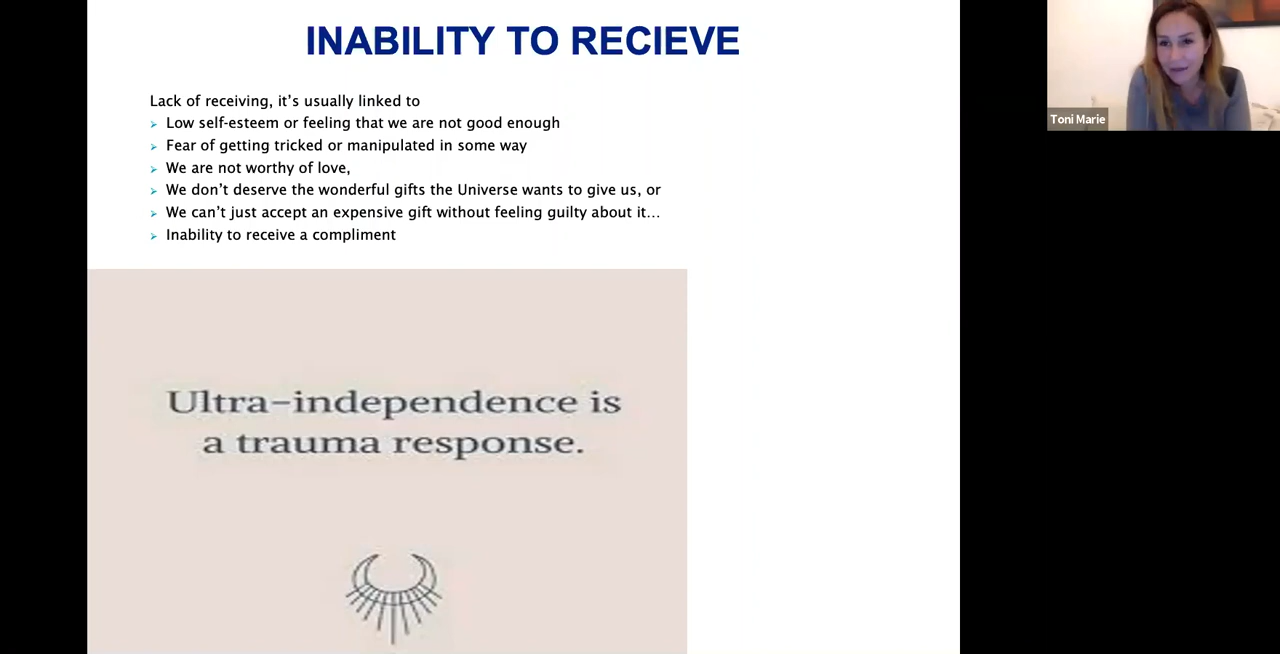 INABILITY TO RECIEVE
Lack of receiving, it's usually linked to
Low self-esteem or feeling that we are not good enough
Fear of getting tricked or manipulated in some way
We are not worthy of love,
We don't deserve the wonderful gifts the Universe wants to give us, or
We can't just accept an expensive gift without feeling guilty about it…
Inability to receive a compliment
Ultra-independence is
a trauma response.
Toni Marie